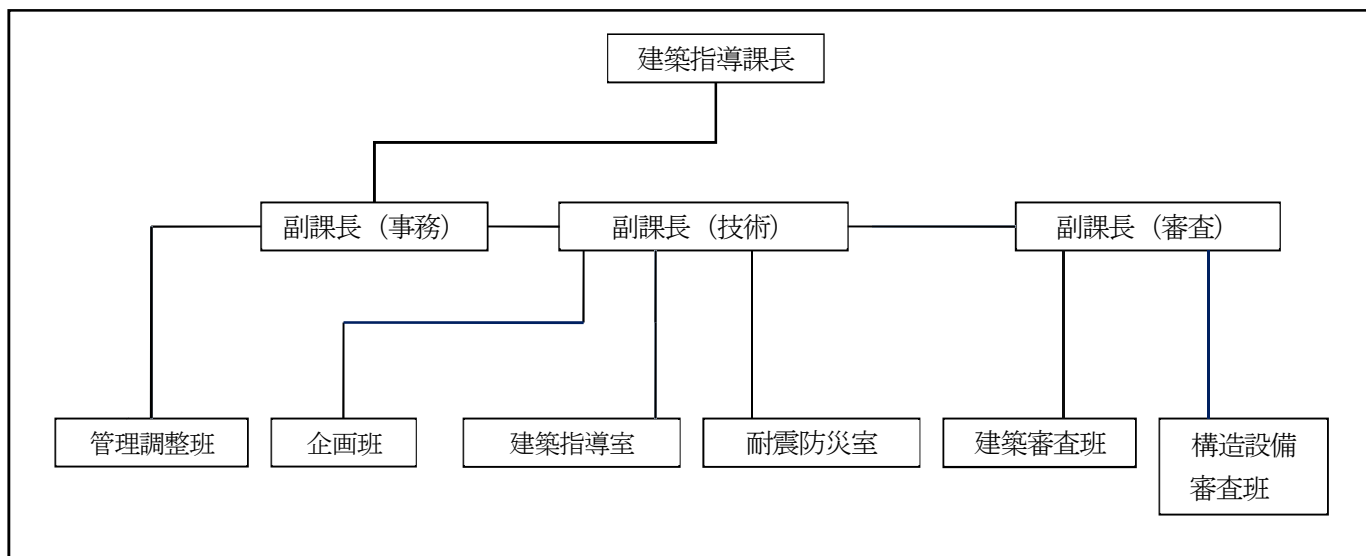 建築指導課長
副課長（事務）
副課長（技術）
副課長（審査）
管理調整班
企画班
建築指導室
耐震防災室
建築審査班
構造設備
審査班